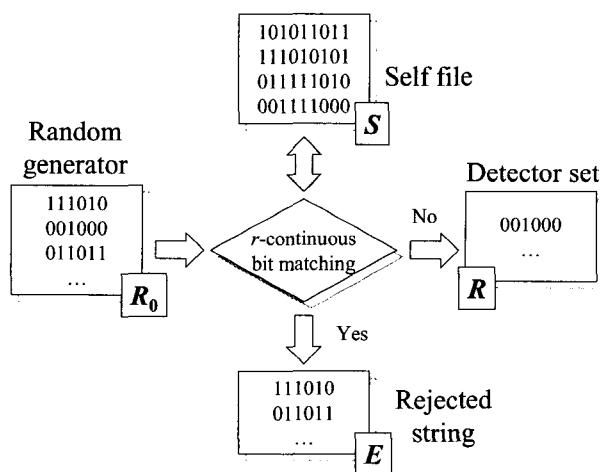 101011011
111010101
011111010
001111000
S
Self file
Random
generator
111010
001000
011011
...
R₀
r-continuous
bit matching
No
Detector set
001000
...
R
Yes
111010
011011
...
E
Rejected
string